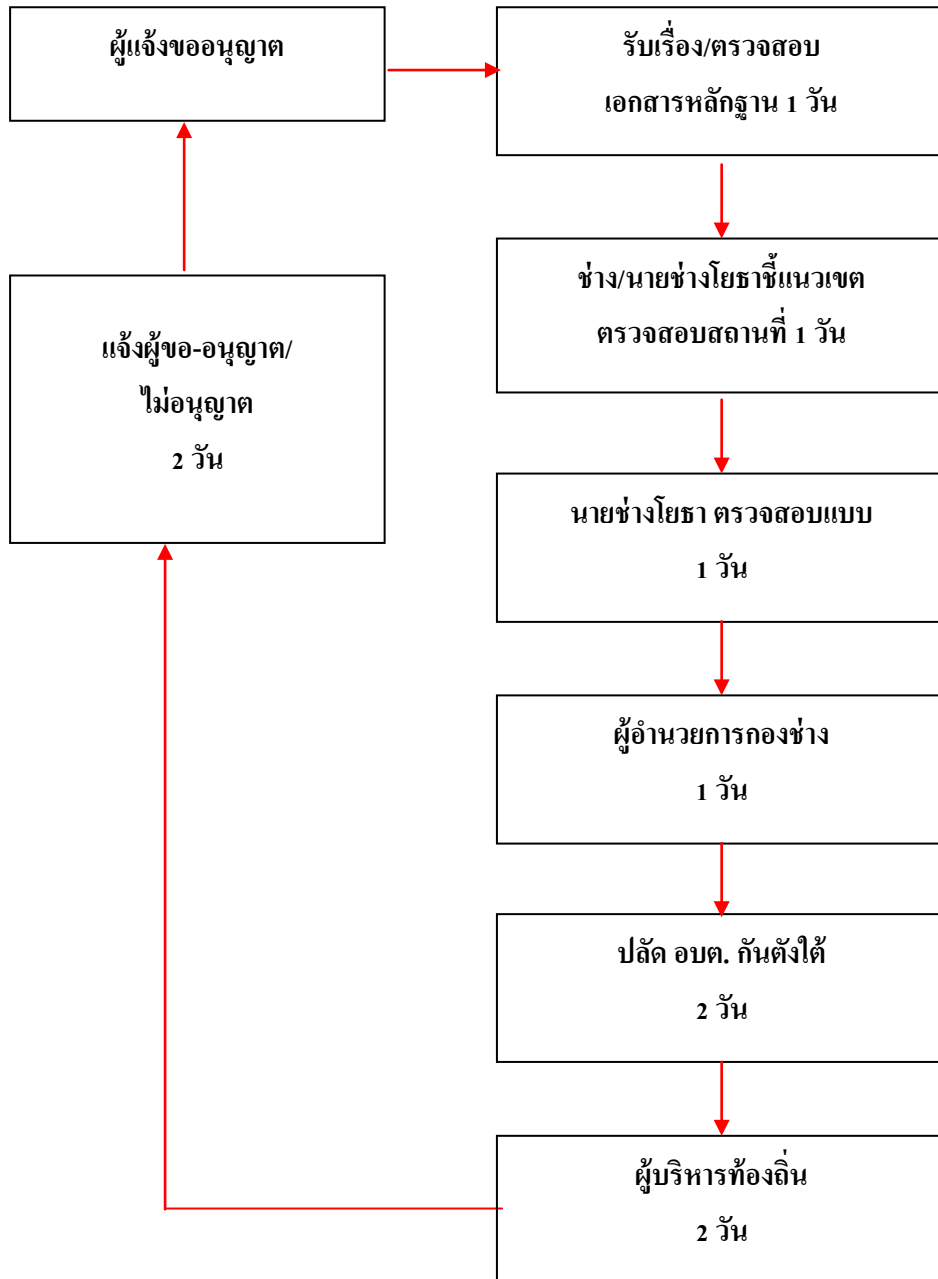 ผู้แจ้งขออนุญาต
รับเรื่อง/ตรวจสอบ
เอกสารหลักฐาน 1 วัน
ช่าง/นายช่างโยธาชี้แนวเขต
ตรวจสอบสถานที่ 1 วัน
นายช่างโยธา ตรวจสอบแบบ
1 วัน
ผู้อำนวยการกองช่าง
1 วัน
ปลัด อบต. กันตังใต้
2 วัน
ผู้บริหารท้องถิ่น
2 วัน
แจ้งผู้ขอ-อนุญาต/
ไม่อนุญาต
2 วัน